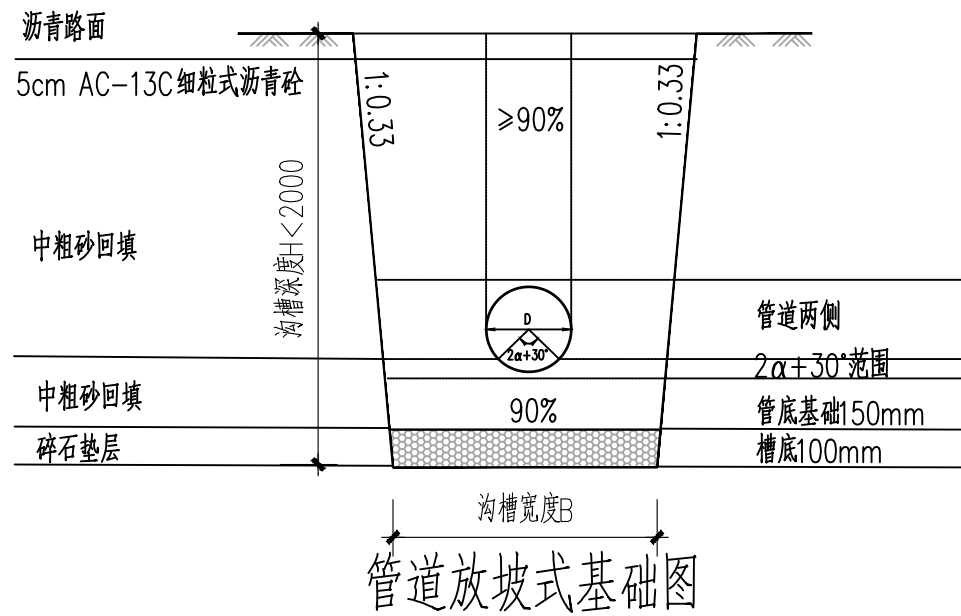 沥青路面
5cm AC-13C细粒式沥青砼
1:0.33
≥90%
1:0.33
中粗砂回填
沟槽深度H<2000
D
2α+30°
管道两侧
2α+30°范围
中粗砂回填
90%
管底基础150mm
碎石垫层
槽底100mm
沟槽宽度B
管道放坡式基础图